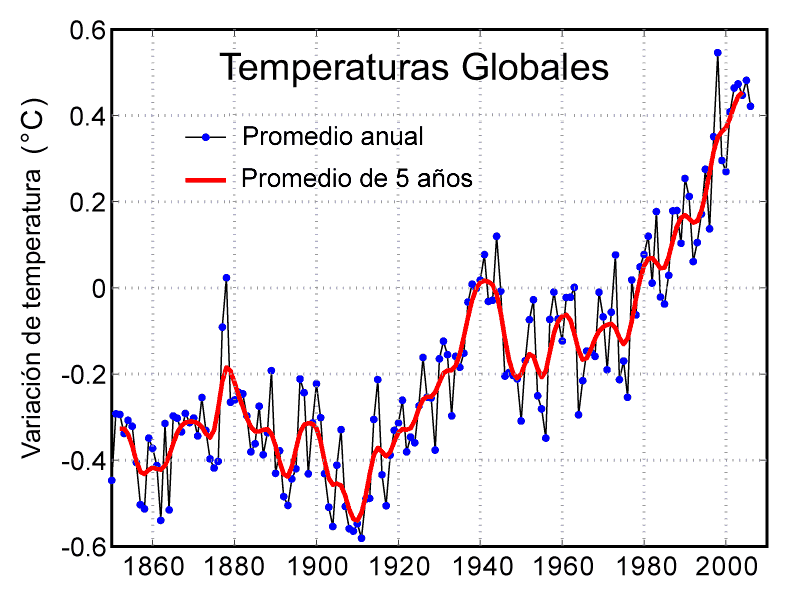 Temperaturas Globales
Promedio anual
Promedio de 5 años
Variación de temperatura (°C)
0.6
0.4
0.2
0
-0.2
-0.4
-0.6
1860 1880 1900 1920 1940 1960 1980 2000